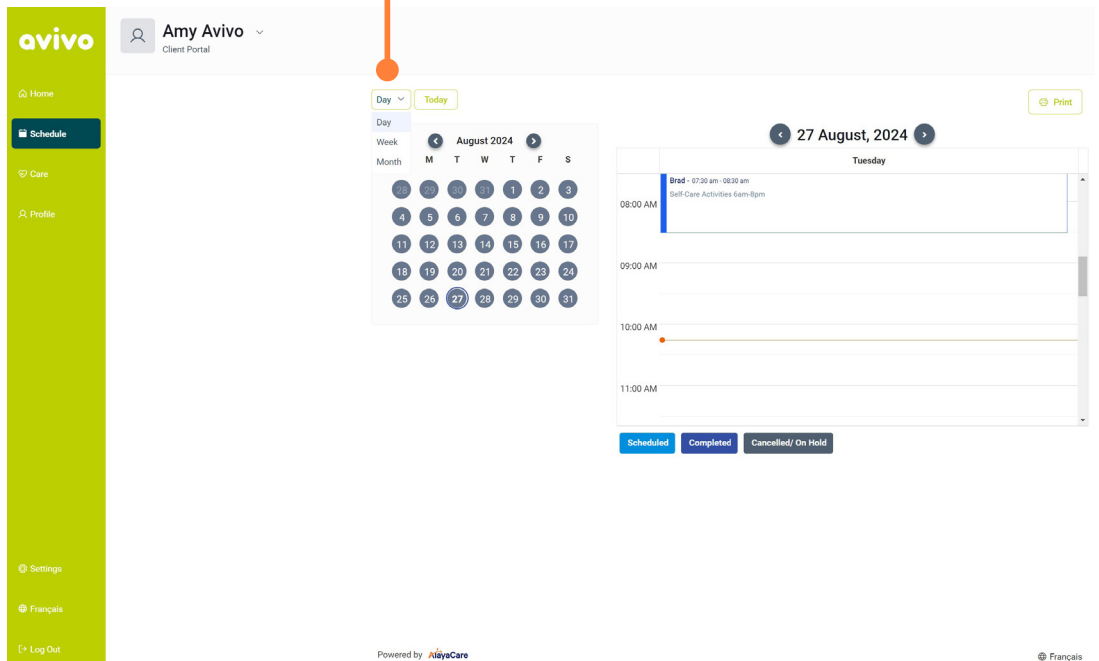 avivo
Amy Avivo
Client Portal
Home
Schedule
Care
Profile
Settings
Français
Log Out
Day
Today
Day
Week
Month
August 2024
M T W T F S
28 29 30 31 1 2 3
4 5 6 7 8 9 10
11 12 13 14 15 16 17
18 19 20 21 22 23 24
25 26 27 28 29 30 31
Print
27 August, 2024
Tuesday
Brad - 07:30 am - 08:30 am
Self-Care Activities 6am-8pm
08:00 AM
09:00 AM
10:00 AM
11:00 AM
Scheduled Completed Cancelled/ On Hold
Powered by AlayaCare
Français